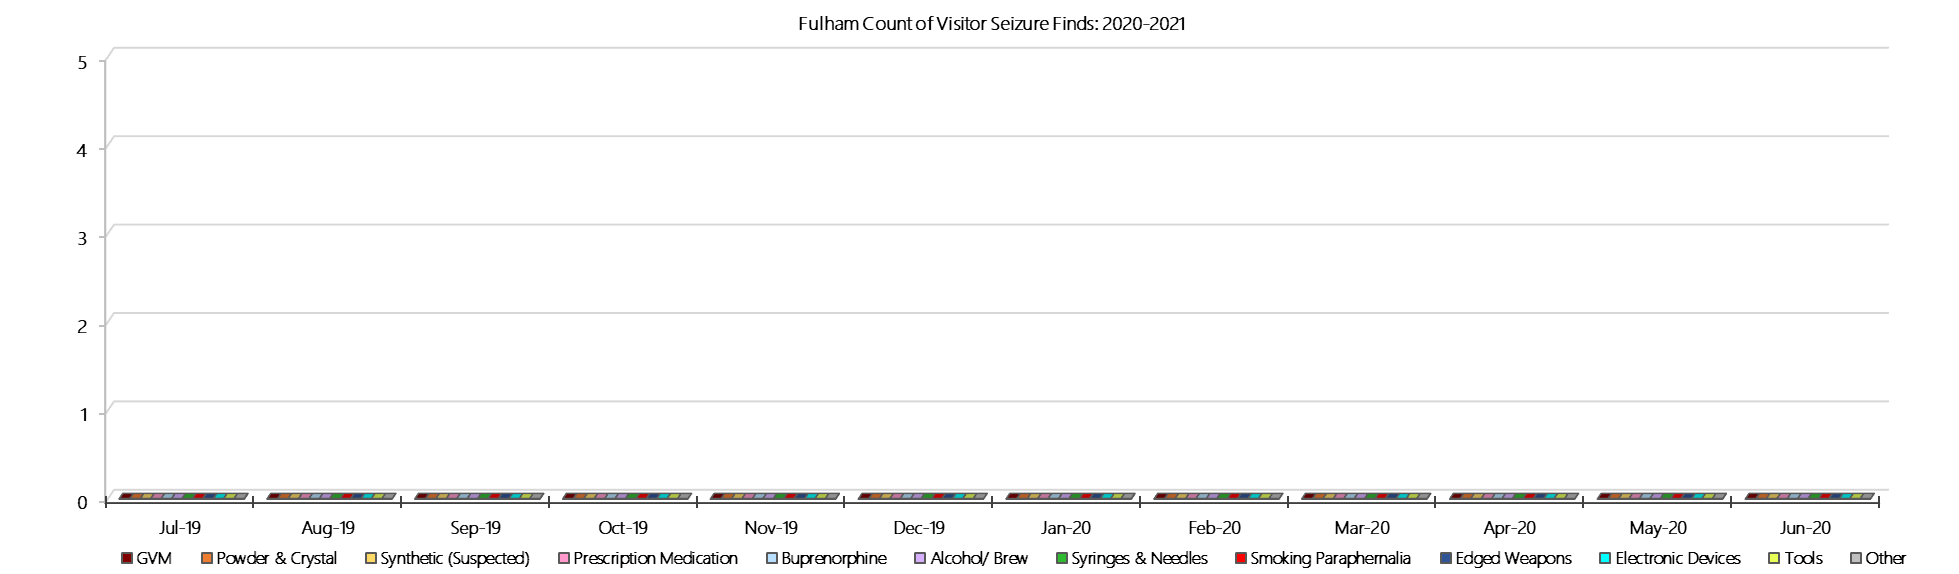 Fulham Count of Visitor Seizure Finds: 2020-2021
5
4
3
2
1
0
Jul-19 Aug-19 Sep-19 Oct-19 Nov-19 Dec-19 Jan-20 Feb-20 Mar-20 Apr-20 May-20 Jun-20
GVM Powder & Crystal Synthetic (Suspected) Prescription Medication Buprenorphine Alcohol/ Brew Syringes & Needles Smoking Paraphernalia Edged Weapons Electronic Devices Tools Other